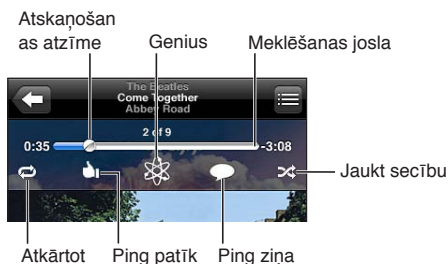 Atskaņošan
as atzīme
Genius
Meklēšanas josla
The Beatles
Come Together
Abbey Road
2 of 9
0:35
-3:08
Jaukt secību
Atkārtot
Ping patīk
Ping ziņa